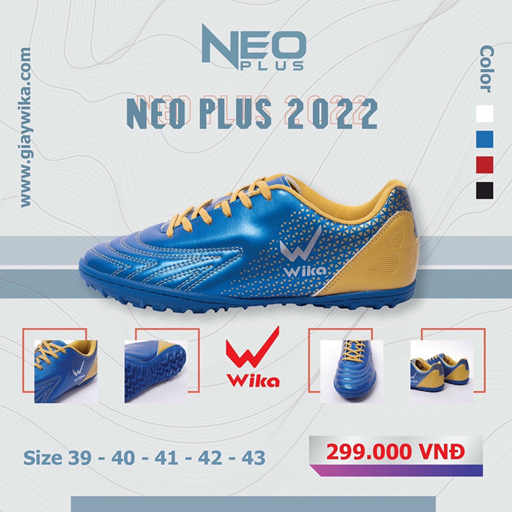 NEO
PLUS
NEO PLUS 2022
www.giaywika.com
Color
Wika
Wika
Size 39 - 40 - 41 - 42 - 43
299.000 VNĐ